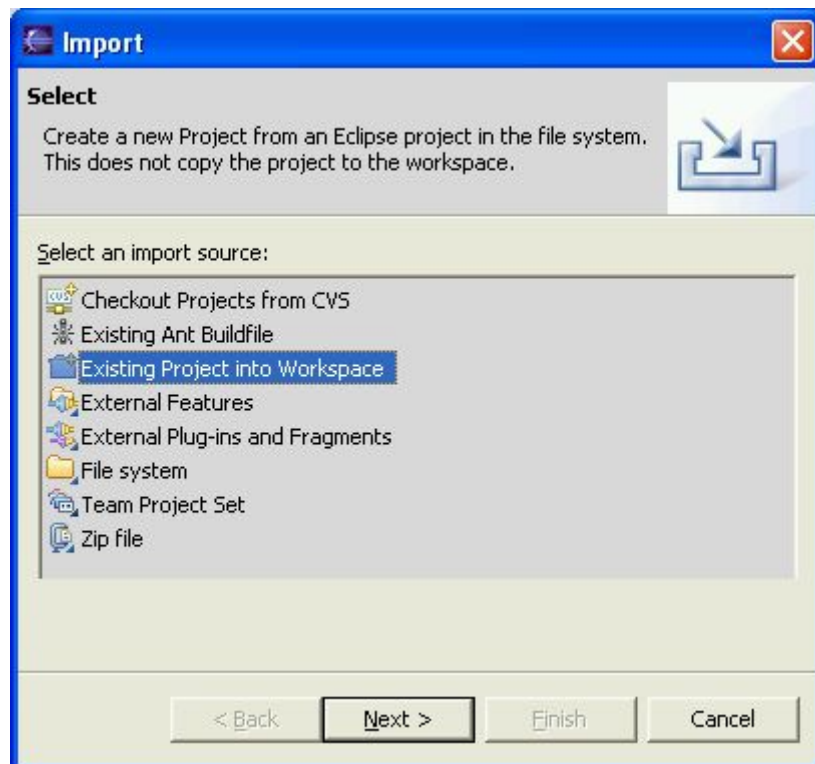 Import
Select
Create a new Project from an Eclipse project in the file system.
This does not copy the project to the workspace.
Select an import source:
CVS
Checkout Projects from CVS
Existing Ant Buildfile
Existing Project into Workspace
External Features
External Plug-ins and Fragments
File system
Team Project Set
Zip file
< Back
Next >
Finish
Cancel